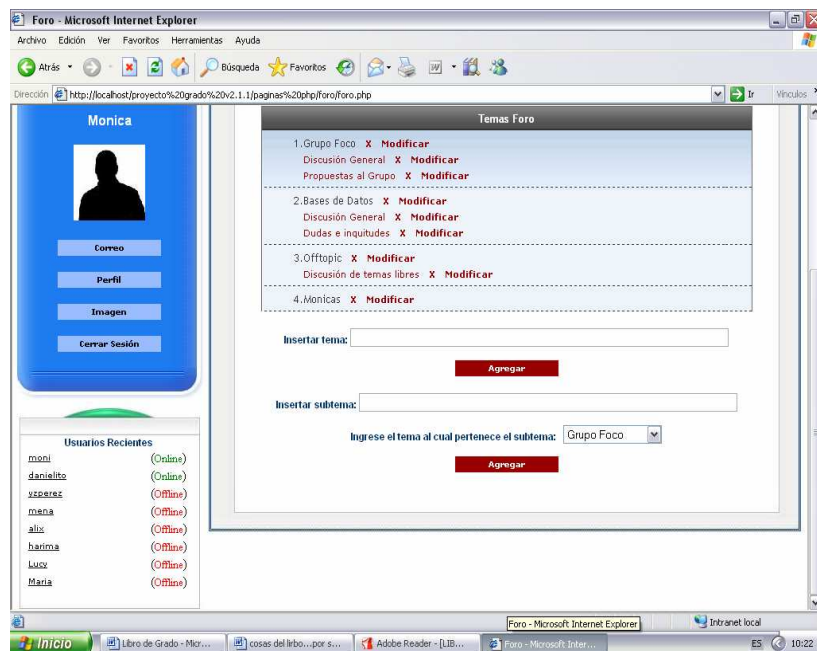 Foro - Microsoft Internet Explorer
Archivo Edición Ver Favoritos Herramientas Ayuda
Atrás Búsqueda Favoritos
Dirección http://localhost/proyecto%20grado%20v2.1.1/paginas%20php/foro/foro.php Ir Vínculos »
Monica
Correo
Perfil
Imagen
Cerrar Sesión
Usuarios Recientes
moni (Online)
danielito (Online)
yzperez (Offline)
mena (Offline)
alix (Offline)
harima (Offline)
Lucy (Offline)
Maria (Offline)
Temas Foro
1.Grupo Foco X Modificar
Discusión General X Modificar
Propuestas al Grupo X Modificar
2.Bases de Datos X Modificar
Discusión General X Modificar
Dudas e inquitudes X Modificar
3.Offtopic X Modificar
Discusión de temas libres X Modificar
4.Monicas X Modificar
Insertar tema:
Agregar
Insertar subtema:
Ingrese el tema al cual pertenece el subtema: Grupo Foco
Agregar
Foro - Microsoft Internet Explorer
Intranet local
Inicio Libro de Grado - Micr... cosas del lirbo...por s... Adobe Reader - [LIB... Foro - Microsoft Inter... ES 10:22